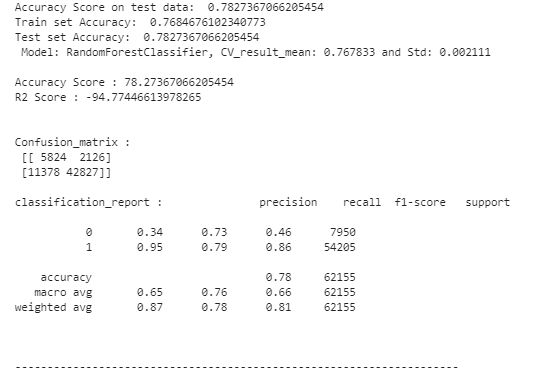 Accuracy Score on test data:  0.7827367066205454
Train set Accuracy:  0.7684676102340773
Test set Accuracy:  0.7827367066205454
 Model: RandomForestClassifier, CV_result_mean: 0.767833 and Std: 0.002111
Accuracy Score : 78.27367066205454
R2 Score : -94.77446613978265
Confusion_matrix :
 [[ 5824  2126]
 [11378 42827]]
classification_report :               precision    recall  f1-score   support
0       0.34      0.73      0.46      7950
1       0.95      0.79      0.86     54205
accuracy                           0.78     62155
macro avg       0.65      0.76      0.66     62155
weighted avg       0.87      0.78      0.81     62155
---------------------------------------------------------------------